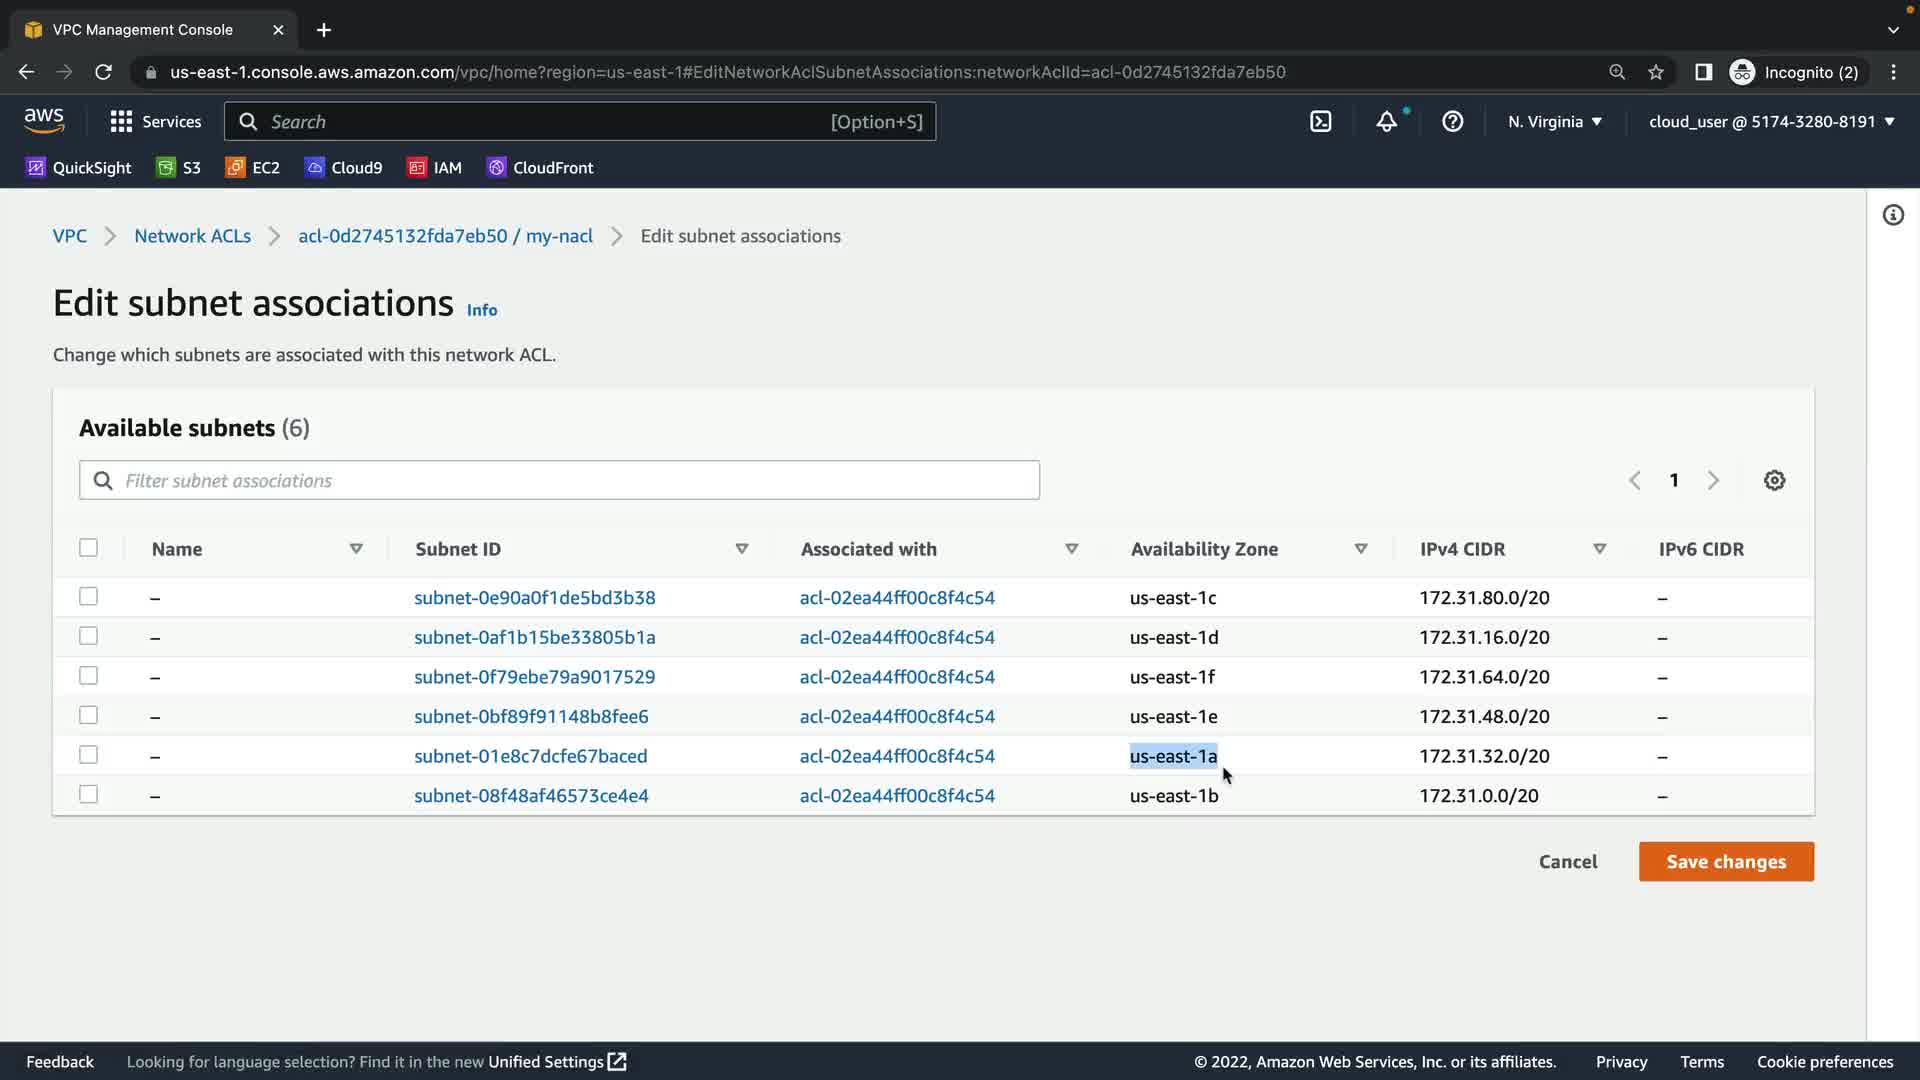 VPC Management Console
us-east-1.console.aws.amazon.com/vpc/home?region=us-east-1#EditNetworkAclSubnetAssociations:networkAclId=acl-0d2745132fda7eb50
Incognito (2)
aws
Services
Search
[Option+S]
N. Virginia
cloud_user @ 5174-3280-8191
QuickSight
S3
EC2
Cloud9
IAM
CloudFront
VPC
Network ACLs
acl-0d2745132fda7eb50 / my-nacl
Edit subnet associations
Edit subnet associations Info
Change which subnets are associated with this network ACL.
Available subnets (6)
Filter subnet associations
1
Name Subnet ID Associated with Availability Zone IPv4 CIDR IPv6 CIDR
– subnet-0e90a0f1de5bd3b38 acl-02ea44ff00c8f4c54 us-east-1c 172.31.80.0/20 –
– subnet-0af1b15be33805b1a acl-02ea44ff00c8f4c54 us-east-1d 172.31.16.0/20 –
– subnet-0f79ebe79a9017529 acl-02ea44ff00c8f4c54 us-east-1f 172.31.64.0/20 –
– subnet-0bf89f91148b8fee6 acl-02ea44ff00c8f4c54 us-east-1e 172.31.48.0/20 –
– subnet-01e8c7dcfe67baced acl-02ea44ff00c8f4c54 us-east-1a 172.31.32.0/20 –
– subnet-08f48af46573ce4e4 acl-02ea44ff00c8f4c54 us-east-1b 172.31.0.0/20 –
Cancel
Save changes
Feedback
Looking for language selection? Find it in the new Unified Settings
© 2022, Amazon Web Services, Inc. or its affiliates.
Privacy
Terms
Cookie preferences